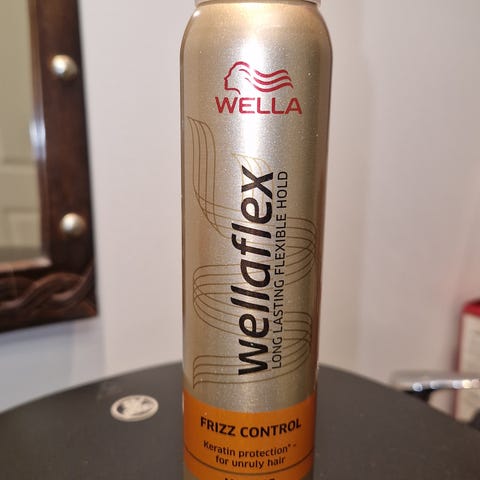 WELLA
wellaflex
LONG LASTING FLEXIBLE HOLD
FRIZZ CONTROL
Keratin protection* -
for unruly hair